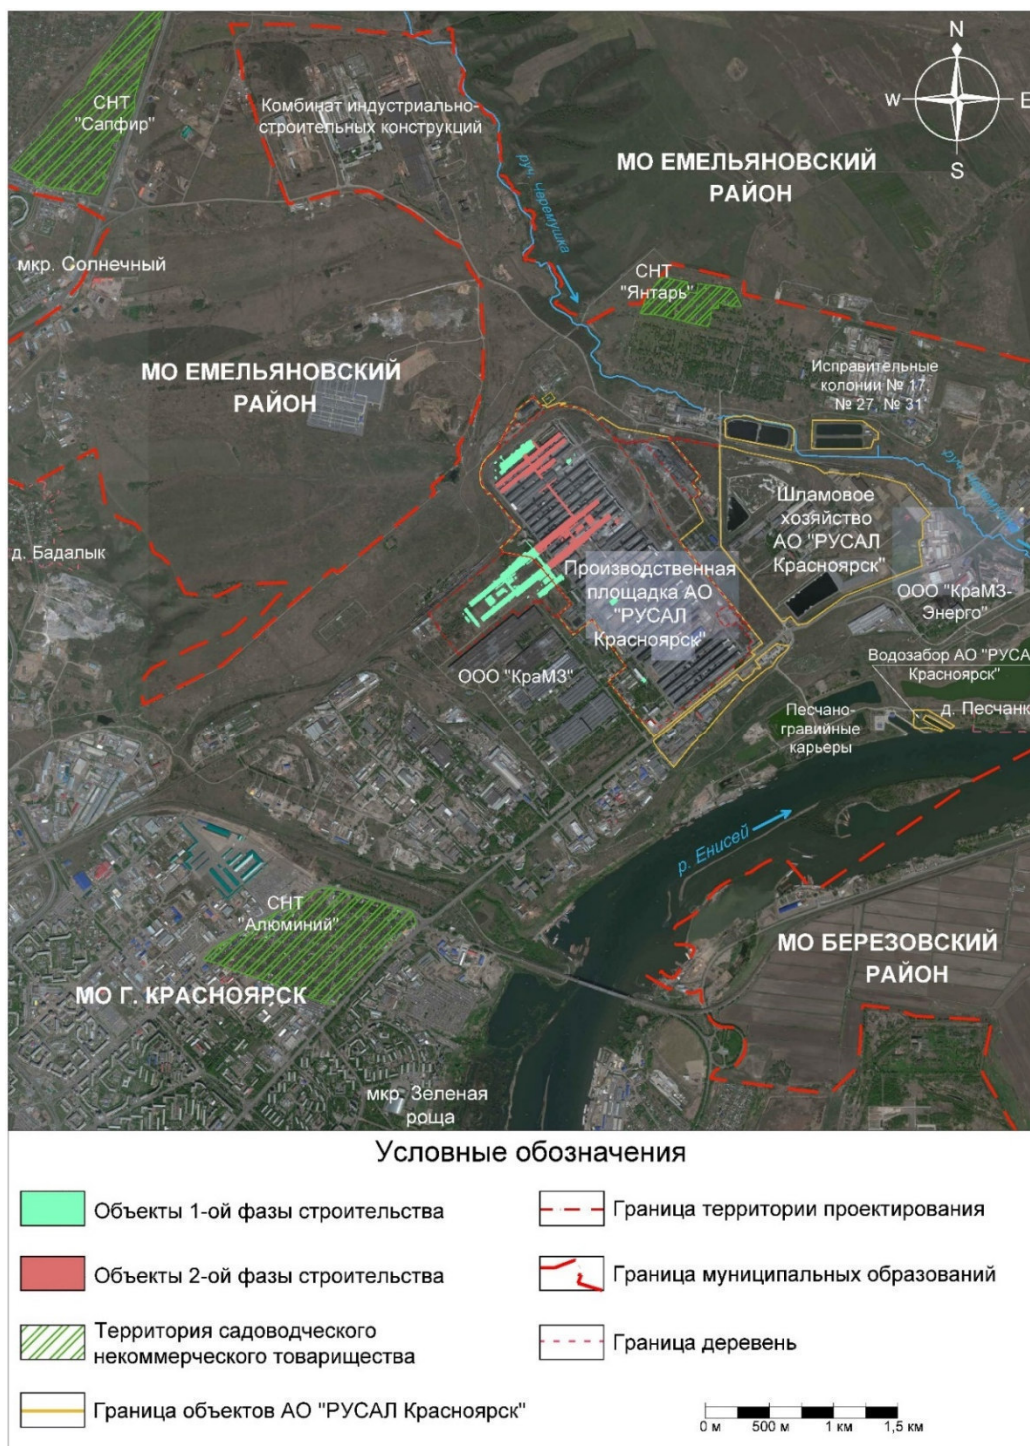 N
W
E
S
СНТ
"Сапфир"
Комбинат индустриально-
строительных конструкций
МО ЕМЕЛЬЯНОВСКИЙ
РАЙОН
руч. Черемушка
мкр. Солнечный
СНТ
"Янтарь"
МО ЕМЕЛЬЯНОВСКИЙ
РАЙОН
Исправительные
колонии № 17,
№ 27, № 31
руч.
Шламовое
хозяйство
АО "РУСАЛ
Красноярск"
д. Бадалык
Производственная
площадка АО
"РУСАЛ
Красноярск"
ООО "КраМЗ-
Энерго"
ООО "КраМЗ"
Водозабор АО "РУСА
Красноярск"
Песчано-
гравийные
карьеры
д. Песчанк
р. Енисей
СНТ
"Алюминий"
МО Г. КРАСНОЯРСК
МО БЕРЕЗОВСКИЙ
РАЙОН
мкр. Зеленая
роща
Условные обозначения
Объекты 1-ой фазы строительства
Объекты 2-ой фазы строительства
Территория садоводческого
некоммерческого товарищества
Граница объектов АО "РУСАЛ Красноярск"
Граница территории проектирования
Граница муниципальных образований
Граница деревень
0 м 500 м 1 км 1,5 км